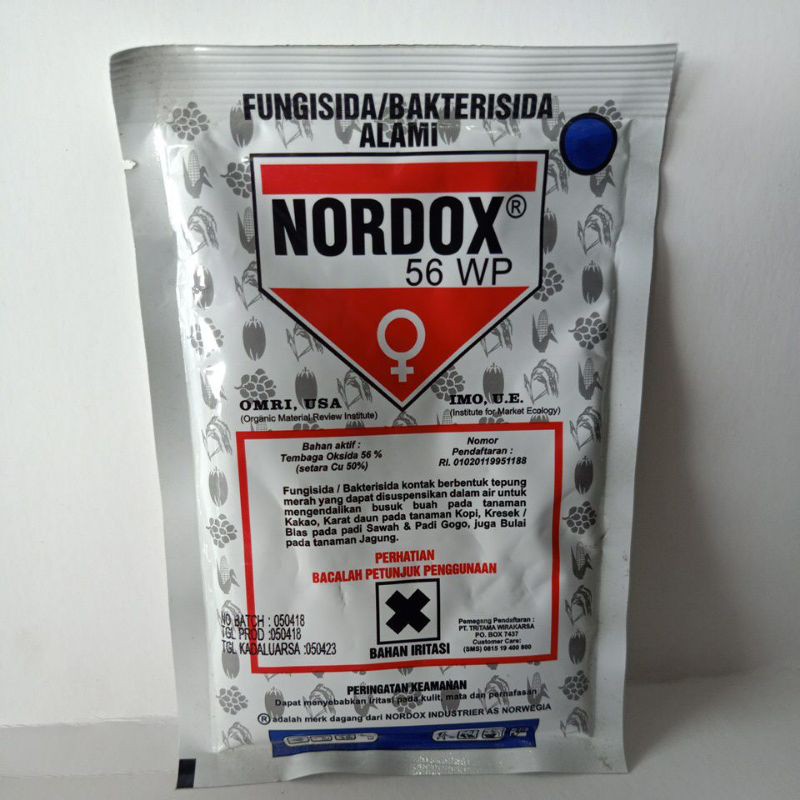 FUNGISIDA/BAKTERISIDA
ALAMI
NORDOX®
56 WP
OMRI, USA
(Organic Material Review Institute)
IMO, U.E.
(Institute for Market Ecology)
Bahan aktif :
Tembaga Oksida 56 %
(setara Cu 50%)
Nomor
Pendaftaran :
RI. 01020119951188
Fungisida / Bakterisida kontak berbentuk tepung
merah yang dapat disuspensikan dalam air untuk
mengendalikan busuk buah pada tanaman
Kakao, Karat daun pada tanaman Kopi, Kresek /
Blas pada padi Sawah & Padi Gogo, juga Bulai
pada tanaman Jagung.
PERHATIAN
BACALAH PETUNJUK PENGGUNAAN
NO BATCH : 050418
TGL PROD :050418
TGL KADALUARSA :050423
BAHAN IRITASI
Pemegang Pendaftaran :
PT. TRITAMA WIRAKARSA
PO. BOX 7437
Customer Care:
(SMS) 0815 19 400 800
PERINGATAN KEAMANAN
Dapat menyebabkan iritasi pada kulit, mata dan pernafasan
® adalah merk dagang dari NORDOX INDUSTRIER AS NORWEGIA